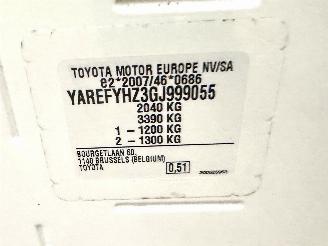 TOYOTA MOTOR EUROPE NV/SA
e2*2007/46*0686
YAREFYHZ3GJ999055
2040 KG
3390 KG
1 - 1200 KG
2 - 1300 KG
BOURGETLAAN 60,
1140 BRUSSELS (BELGIUM)
TOYOTA
0,51